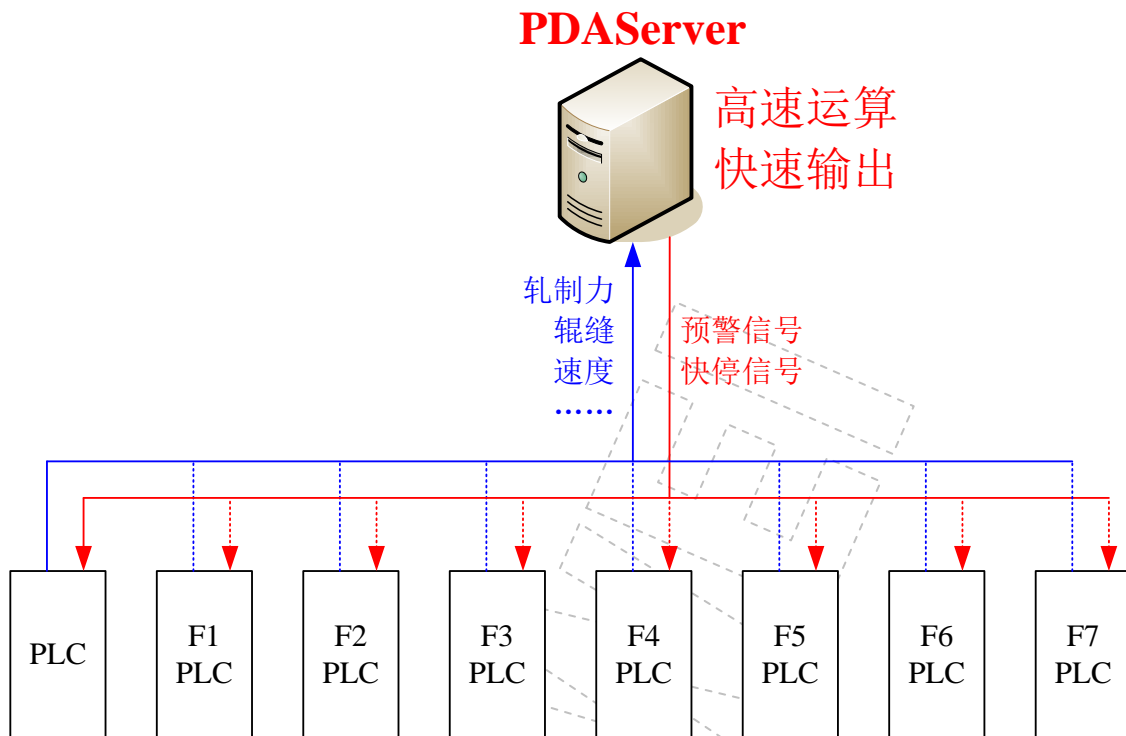 PDAServer
高速运算
快速输出
轧制力
辊缝
速度
……
预警信号
快停信号
PLC
F1
PLC
F2
PLC
F3
PLC
F4
PLC
F5
PLC
F6
PLC
F7
PLC